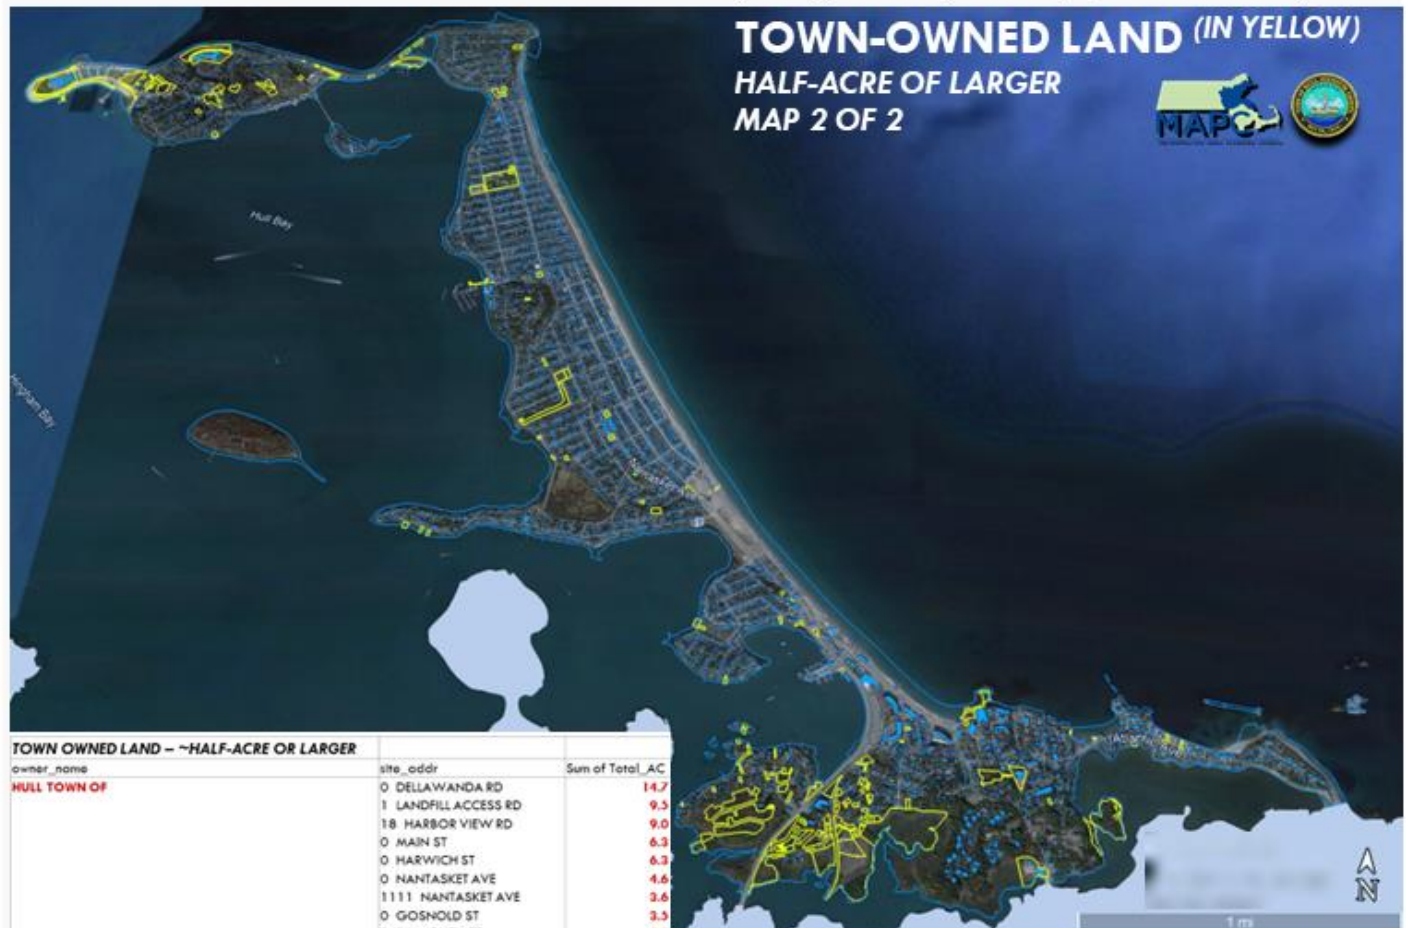 TOWN-OWNED LAND (IN YELLOW)
HALF-ACRE OF LARGER
MAP 2 OF 2
MAPC
Hull Bay
Hingham Bay
TOWN OWNED LAND – ~HALF-ACRE OR LARGER
owner_name site_addr Sum of Total_AC
HULL TOWN OF 0 DELLAWANDA RD 14.7
1 LANDFILL ACCESS RD 9.5
18 HARBOR VIEW RD 9.0
0 MAIN ST 6.3
0 HARWICH ST 6.3
0 NANTASKET AVE 4.6
1111 NANTASKET AVE 3.6
0 GOSNOLD ST 3.5
N
1 mi